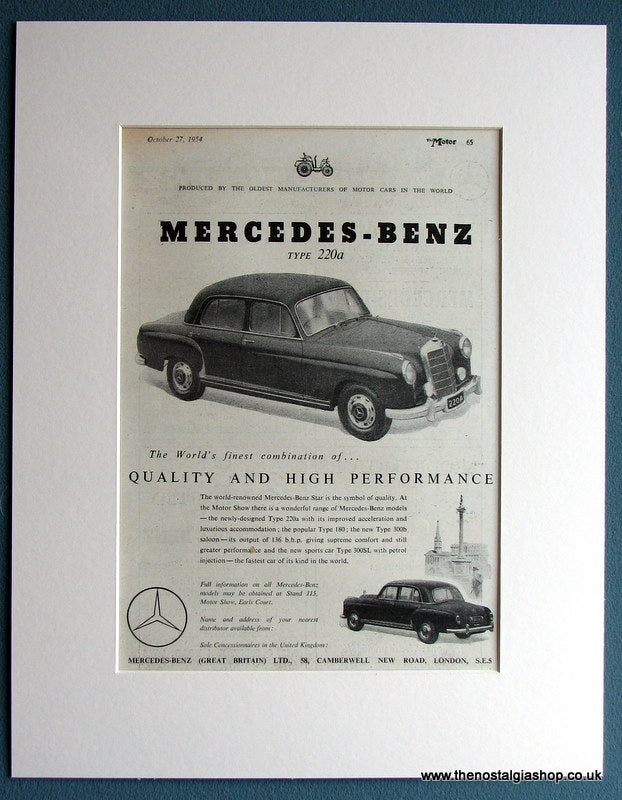 October 27, 1954
The Motor 65
PRODUCED BY THE OLDEST MANUFACTURERS OF MOTOR CARS IN THE WORLD
MERCEDES-BENZ
TYPE 220a
220A
The World's finest combination of...
QUALITY AND HIGH PERFORMANCE
The world-renowned Mercedes-Benz Star is the symbol of quality. At
the Motor Show there is a wonderful range of Mercedes-Benz models
—the newly-designed Type 220a with its improved acceleration and
luxurious accommodation; the popular Type 180; the new Type 300b
saloon—its output of 136 b.h.p. giving supreme comfort and still
greater performance and the new sports car Type 300SL with petrol
injection—the fastest car of its kind in the world.
Full information on all Mercedes-Benz
models may be obtained at Stand 115,
Motor Show, Earls Court.
Name and address of your nearest
distributor available from:
Sole Concessionnaires in the United Kingdom:
MERCEDES-BENZ (GREAT BRITAIN) LTD., 58, CAMBERWELL NEW ROAD, LONDON, S.E.5
www.thenostalgiashop.co.uk